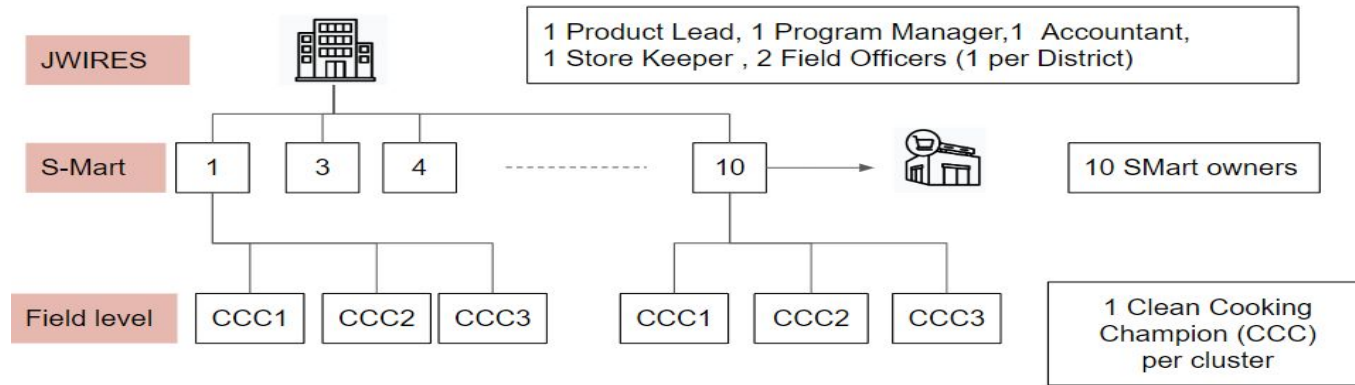 JWIRES
1 Product Lead, 1 Program Manager,1 Accountant,
1 Store Keeper , 2 Field Officers (1 per District)
S-Mart
1
3
4
10
10 SMart owners
Field level
CCC1
CCC2
CCC3
CCC1
CCC2
CCC3
1 Clean Cooking
Champion (CCC)
per cluster